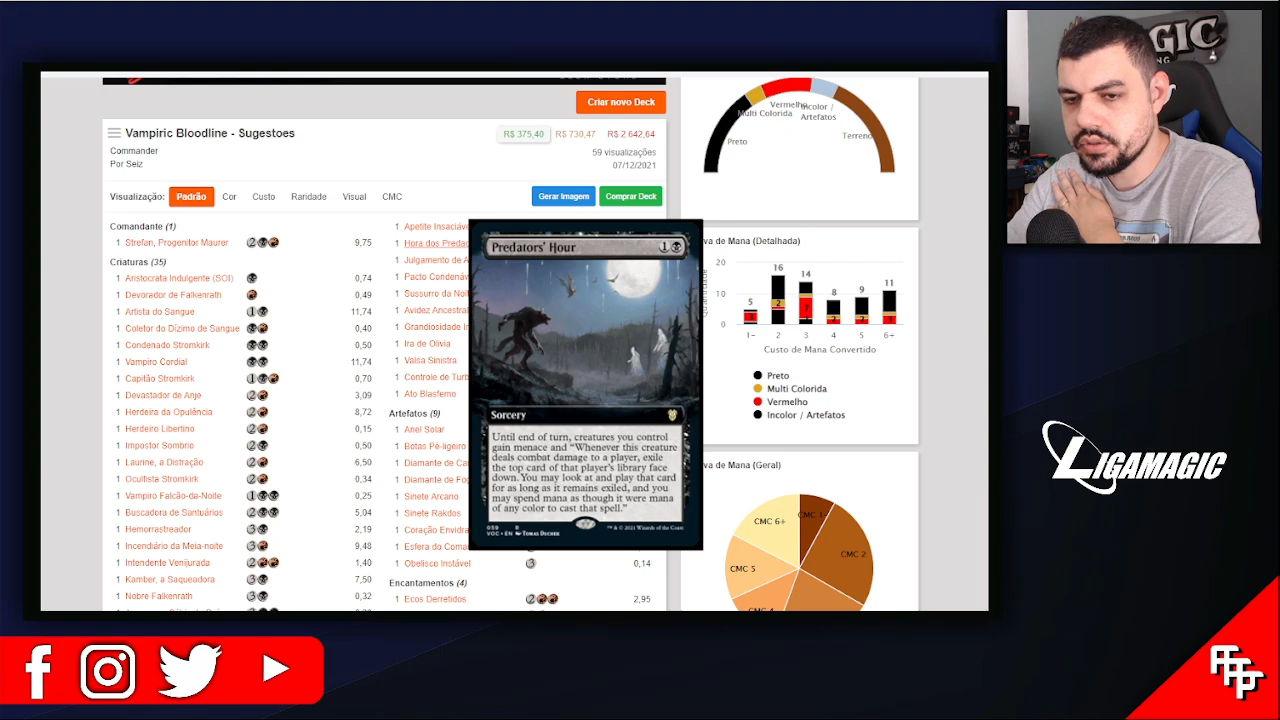 Criar novo Deck
Vampiric Bloodline - Sugestoes
R$ 375,40 R$ 730,47 R$ 2.642,64
Commander
59 visualizações
Por Seiz
07/12/2021
Visualização: Padrão Cor Custo Raridade Visual CMC Gerar Imagem Comprar Deck
Comandante (1)
1 Strefan, Progenitor Maurer 9,75
Criaturas (35)
1 Aristocrata Indulgente (SOI) 0,74
1 Devorador de Falkenrath 0,49
1 Artista do Sangue 11,74
1 Coletor do Dízimo de Sangue 0,40
1 Condenado Stromkirk 0,50
1 Vampiro Cordial 11,74
1 Capitão Stromkirk 0,70
1 Devastador de Anje 3,09
1 Herdeira da Opulência 8,72
1 Herdeiro Libertino 0,15
1 Impostor Sombrio 0,50
1 Laurine, a Distração 6,50
1 Ocultista Stromkirk 0,25
1 Vampiro Falcão-da-Noite 0,25
1 Buscadora de Santuários 5,04
1 Hemorrastreador 2,19
1 Incendiário da Meia-noite 9,48
1 Intendente Venijurada 1,40
1 Kamber, a Saqueadora 7,50
1 Nobre Falkenrath 0,32
1 Apetite Insaciáve
1 Hora dos Predad
1 Julgamento de A
1 Pacto Condenáv
1 Sussurro da Noit
1 Avidez Ancestral
1 Grandiosidade In
1 Ira de Olivia
1 Valsa Sinistra
1 Controle de Turb
1 Ato Blasfemo
Artefatos (9)
1 Anel Solar
1 Botas Pé-ligeiro
1 Diamante de Ca
1 Diamante de Fog
1 Sinete Arcano
1 Sinete Rakdos
1 Coração Envidra
1 Esfera do Coman
1 Obelisco Instável 0,14
Encantamentos (4)
1 Ecos Derretidos 2,95
Predators' Hour 1
Sorcery
Until end of turn, creatures you control
gain menace and “Whenever this creature
deals combat damage to a player, exile
the top card of that player's library face
down. You may look at and play that card
for as long as it remains exiled, and you
may spend mana as though it were mana
of any color to cast that spell.”
059 R
VOC • EN Tomas Duchek ™ & © 2021 Wizards of the Coast
Preto
Multi Colorida
Vermelho
Incolor /
Artefatos
Terreno
va de Mana (Detalhada)
20
10
0
5 16 14 8 9 11
1- 2 3 4 5 6+
Custo de Mana Convertido
Preto
Multi Colorida
Vermelho
Incolor / Artefatos
va de Mana (Geral)
CMC 6+
CMC 1-
CMC 2
CMC 5
CMC 4
LIGAMAGIC